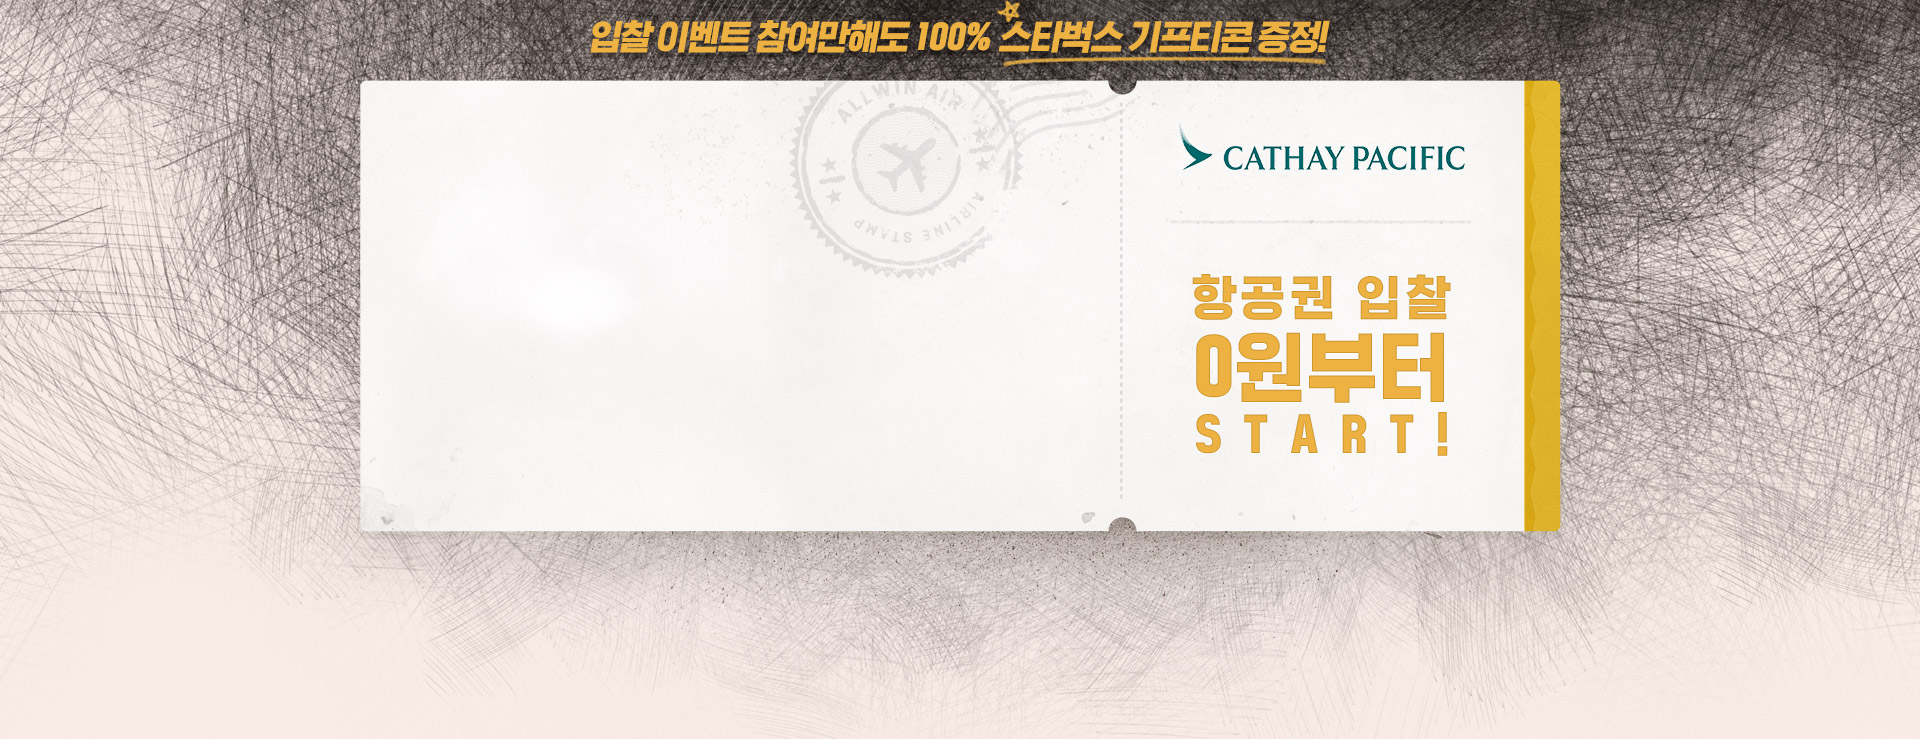 입찰 이벤트 참여만해도 100% 스타벅스 기프티콘 증정!
ALLWIN AIR
AIRLINE STAMP
CATHAY PACIFIC
항공권 입찰
0원부터
START!